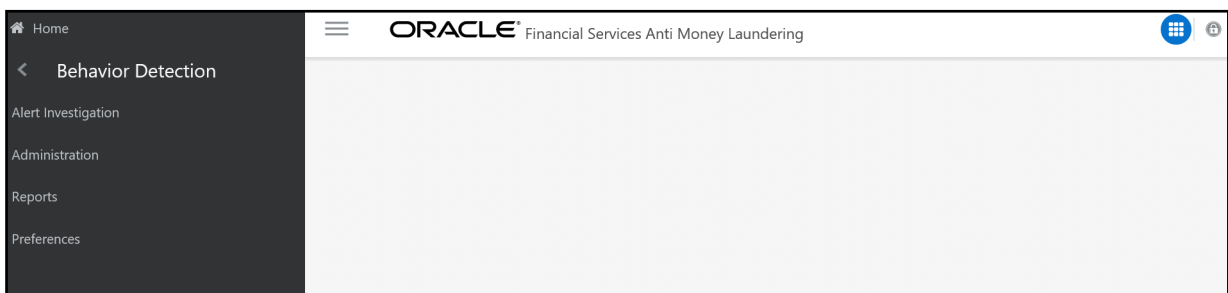 Home
Behavior Detection
Alert Investigation
Administration
Reports
Preferences
ORACLE® Financial Services Anti Money Laundering